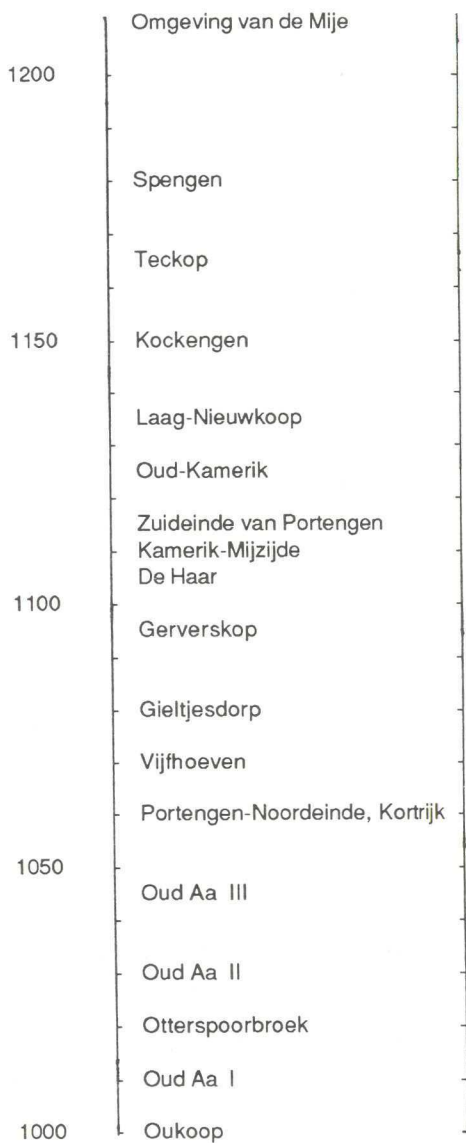 Omgeving van de Mije
1200
Spengen
Teckop
1150 Kockengen
Laag-Nieuwkoop
Oud-Kamerik
Zuideinde van Portengen
Kamerik-Mijzijde
De Haar
1100
Gerverskop
Gieltjesdorp
Vijfhoeven
Portengen-Noordeinde, Kortrijk
1050
Oud Aa III
Oud Aa II
Otterspoorbroek
Oud Aa I
1000 Oukoop